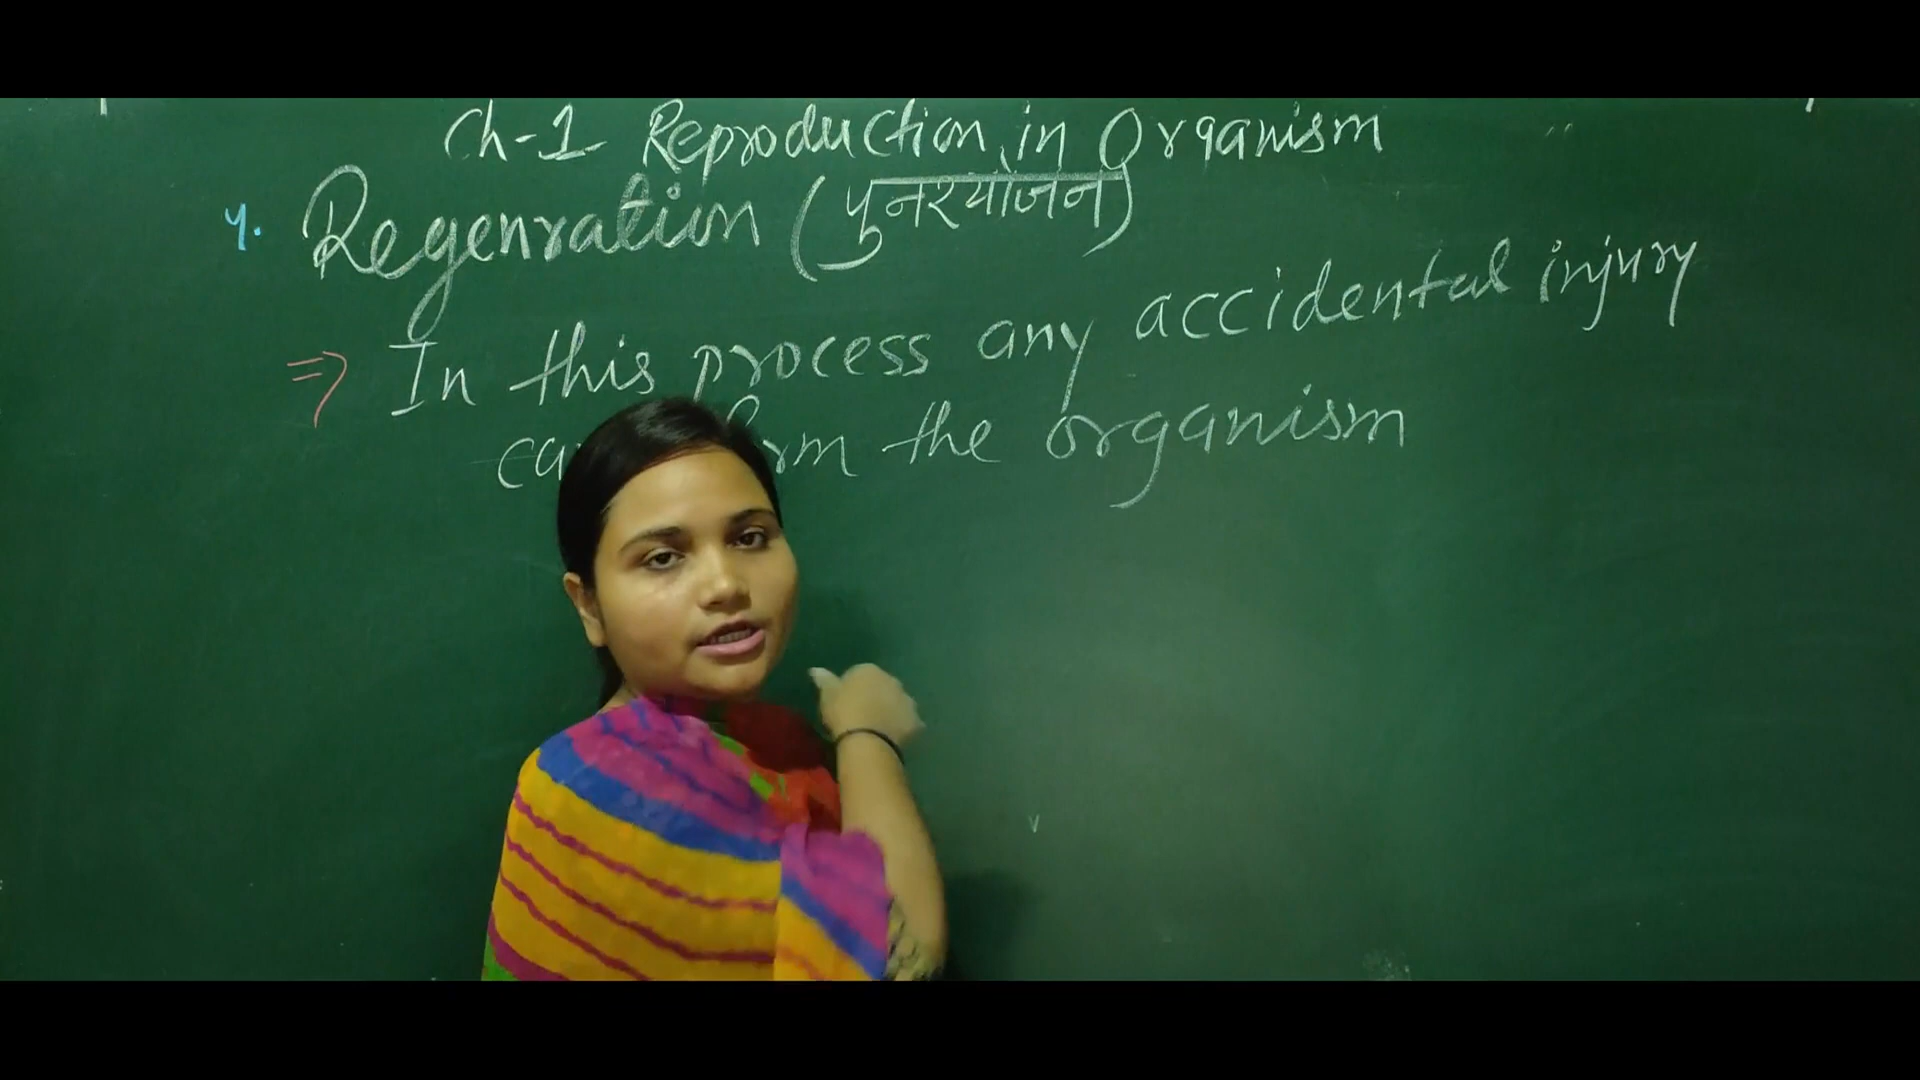 Ch-1 Reproduction in Organism
4. Regenration (पुनरयोजन)
⇒ In this process any accidental injury
the organism